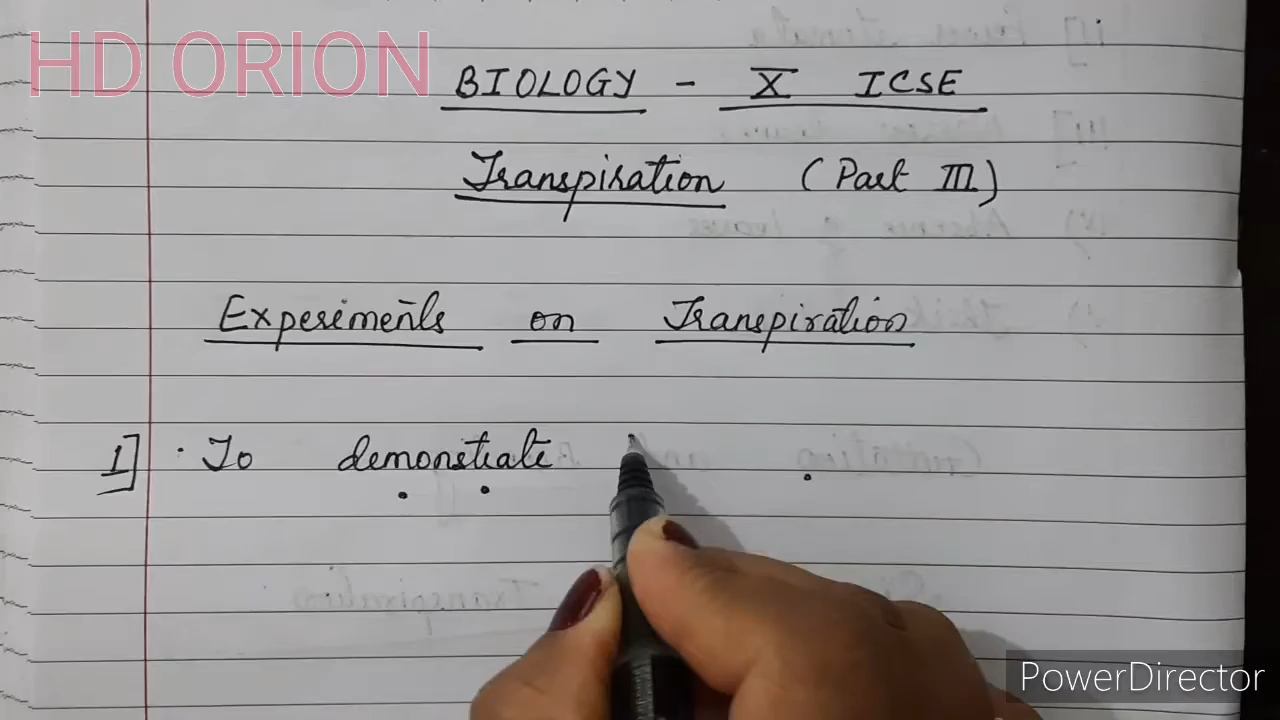 HD ORION
BIOLOGY - X ICSE
Transpiration (Part III)
Experiments on Transpiration
1] To demonstrate
PowerDirector